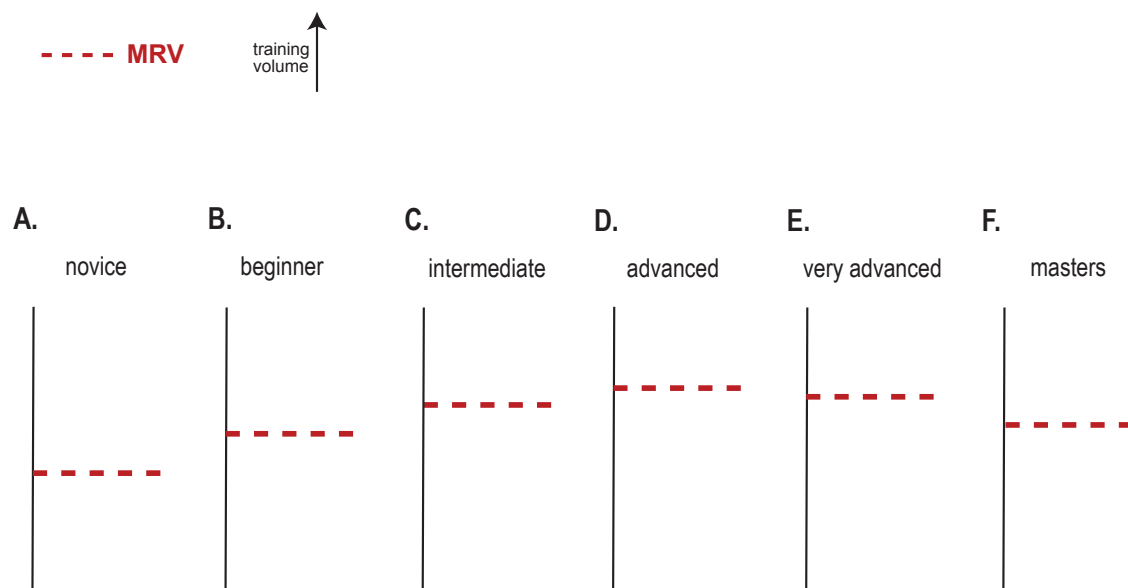 MRV
training
volume
A.
novice
B.
beginner
C.
intermediate
D.
advanced
E.
very advanced
F.
masters